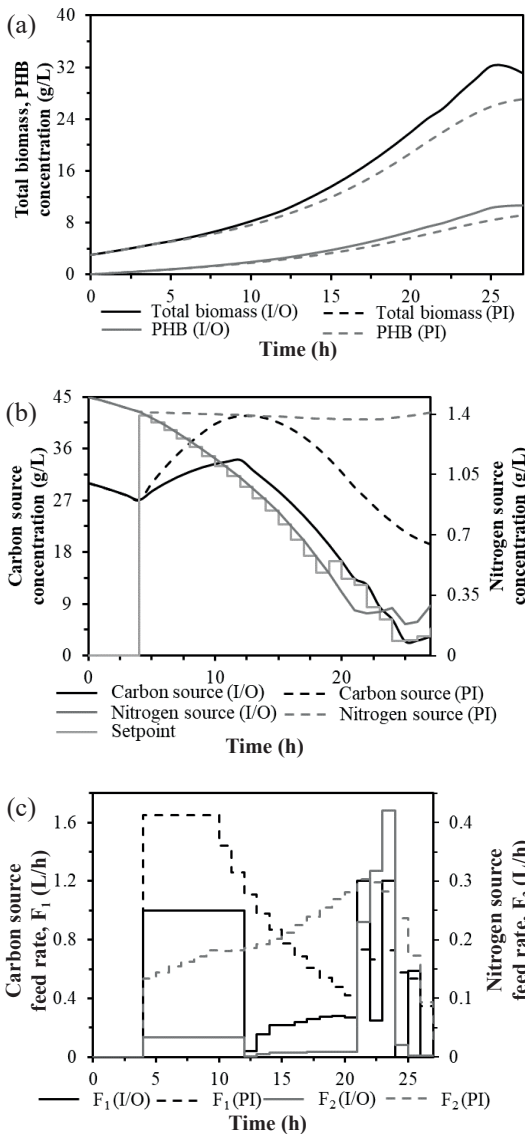 (a)
Total biomass, PHB
concentration (g/L)
40
32
24
16
8
0
0 5 10 15 20 25
Total biomass (I/O) Total biomass (PI)
PHB (I/O) PHB (PI)
Time (h)
(b)
Carbon source
concentration (g/L)
45
36
27
18
9
0
1.4
1.05
0.7
0.35
0
Nitrogen source
concentration (g/L)
0 10 20
Carbon source (I/O) Carbon source (PI)
Nitrogen source (I/O) Nitrogen source (PI)
Setpoint
Time (h)
(c)
Carbon source
feed rate, F1 (L/h)
1.6
1.2
0.8
0.4
0
0.4
0.3
0.2
0.1
0
Nitrogen source
feed rate, F2 (L/h)
0 5 10 15 20 25
F1 (I/O) F1 (PI) F2 (I/O) F2 (PI)
Time (h)